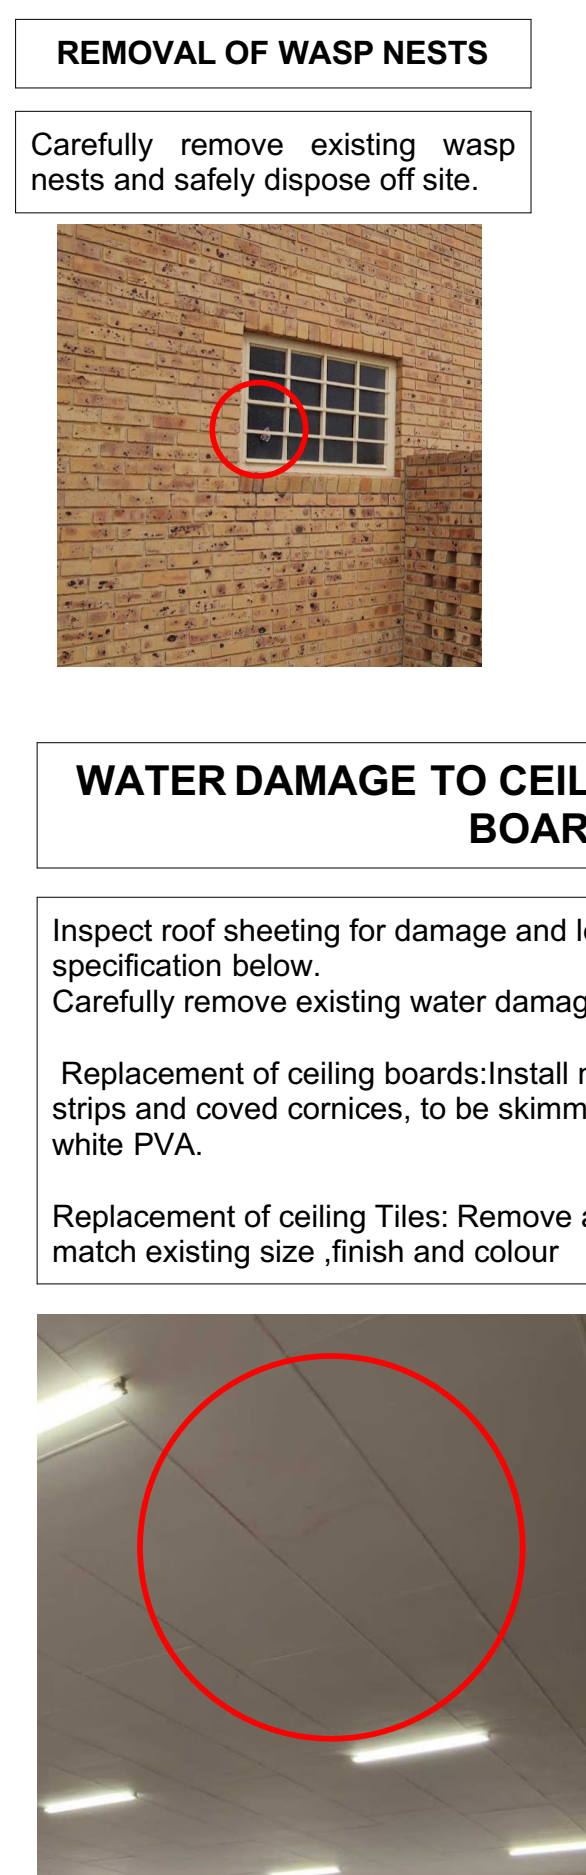 REMOVAL OF WASP NESTS
Carefully remove existing wasp
nests and safely dispose off site.
WATER DAMAGE TO CEIL
BOAR
Inspect roof sheeting for damage and
specification below.
Carefully remove existing water damag
Replacement of ceiling boards:Install
strips and coved cornices, to be skimm
white PVA.
Replacement of ceiling Tiles: Remove
match existing size ,finish and colour